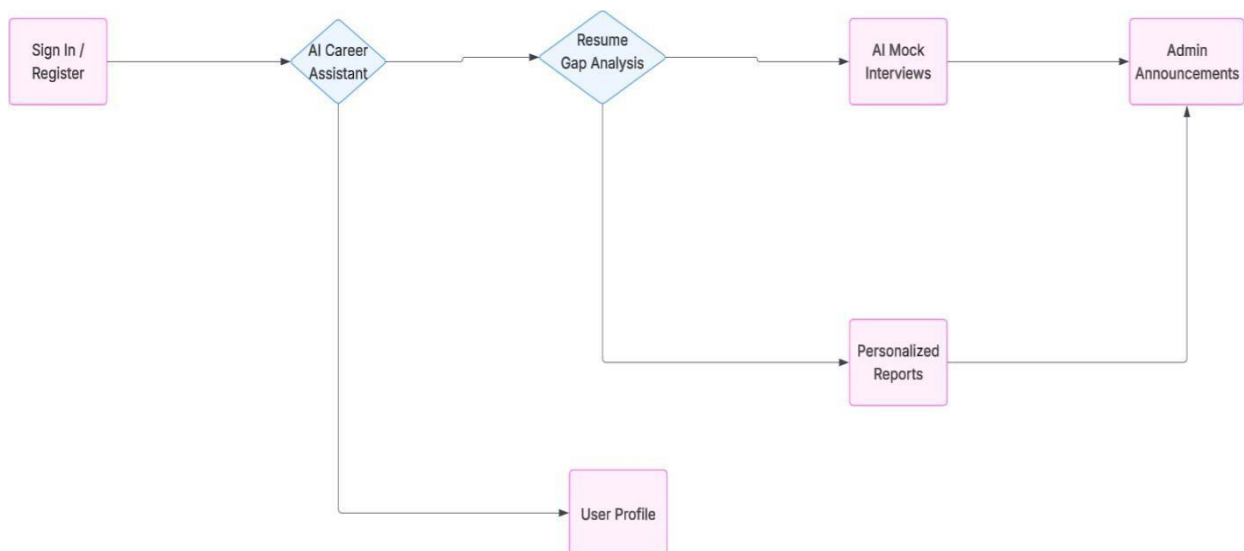 Sign In /
Register
AI Career
Assistant
Resume
Gap Analysis
AI Mock
Interviews
Admin
Announcements
Personalized
Reports
User Profile